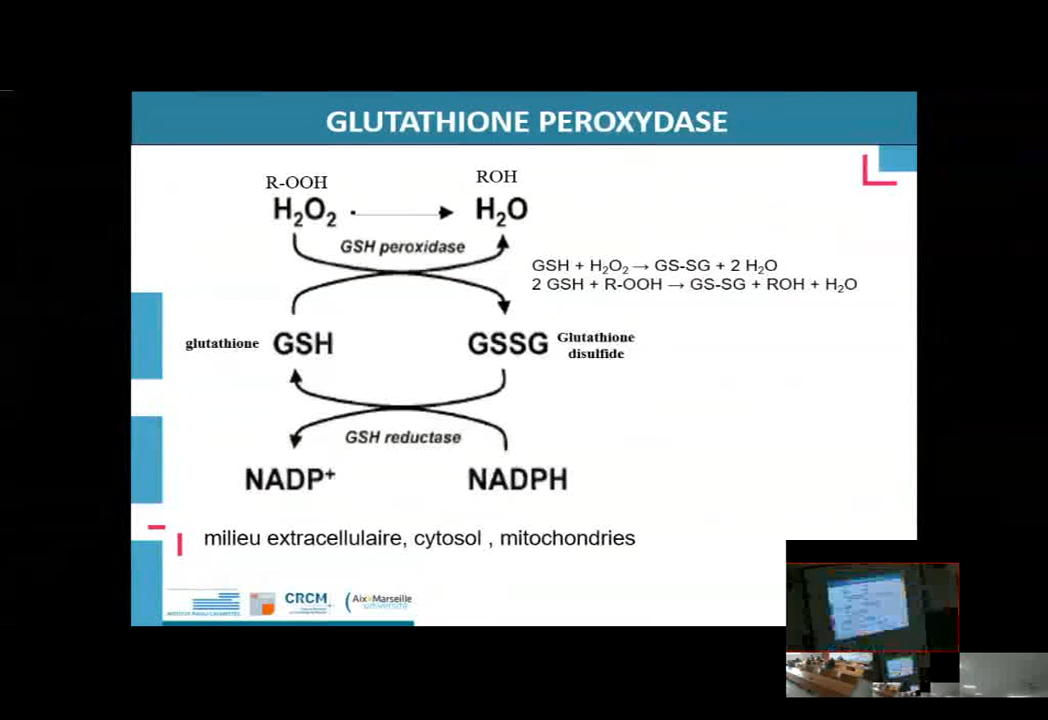 GLUTATHIONE PEROXYDASE
R-OOH
ROH
H₂O₂
H₂O
GSH peroxidase
GSH + H₂O₂ → GS-SG + 2 H₂O
2 GSH + R-OOH → GS-SG + ROH + H₂O
glutathione GSH
GSSG Glutathione
disulfide
GSH reductase
NADP⁺
NADPH
milieu extracellulaire, cytosol , mitochondries
CRCM
Aix*Marseille
université